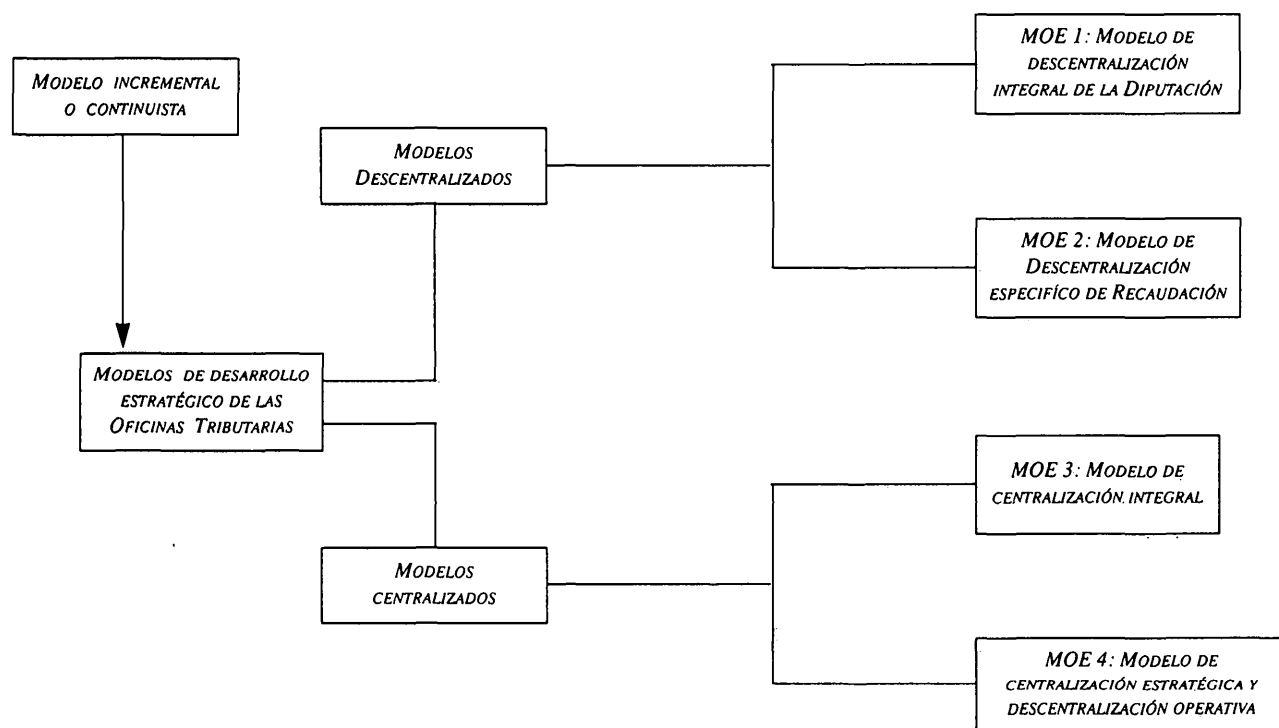 MODELO INCREMENTAL
O CONTINUISTA
MODELOS DE DESARROLLO
ESTRATÉGICO DE LAS
OFICINAS TRIBUTARIAS
MODELOS
DESCENTRALIZADOS
MOE 1: MODELO DE
DESCENTRALIZACIÓN
INTEGRAL DE LA DIPUTACIÓN
MOE 2: MODELO DE
DESCENTRALIZACIÓN
ESPECIFÍCO DE RECAUDACIÓN
MODELOS
CENTRALIZADOS
MOE 3: MODELO DE
CENTRALIZACIÓN INTEGRAL
MOE 4: MODELO DE
CENTRALIZACIÓN ESTRATÉGICA Y
DESCENTRALIZACIÓN OPERATIVA